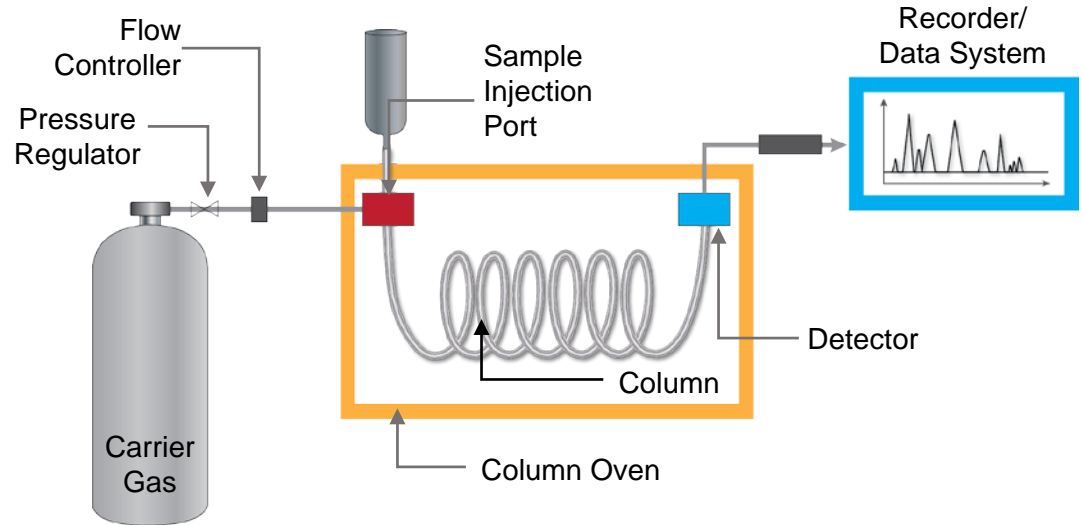 Flow
Controller
Pressure
Regulator
Sample
Injection
Port
Recorder/
Data System
Detector
Column
Column Oven
Carrier
Gas